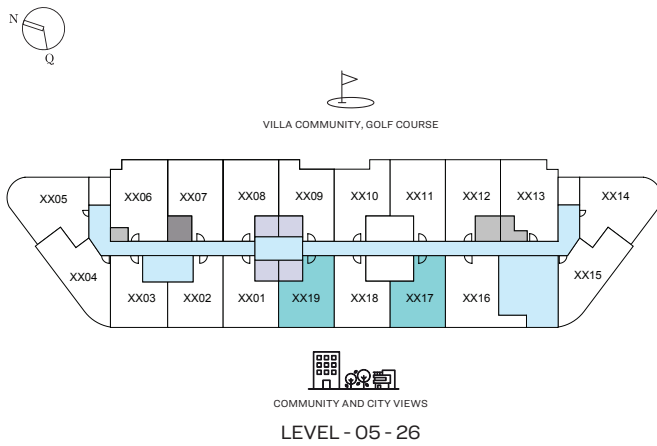 N
Q
VILLA COMMUNITY, GOLF COURSE
XX05
XX06
XX07
XX08
XX09
XX10
XX11
XX12
XX13
XX14
XX04
XX03
XX02
XX01
XX19
XX18
XX17
XX16
XX15
COMMUNITY AND CITY VIEWS
LEVEL - 05 - 26